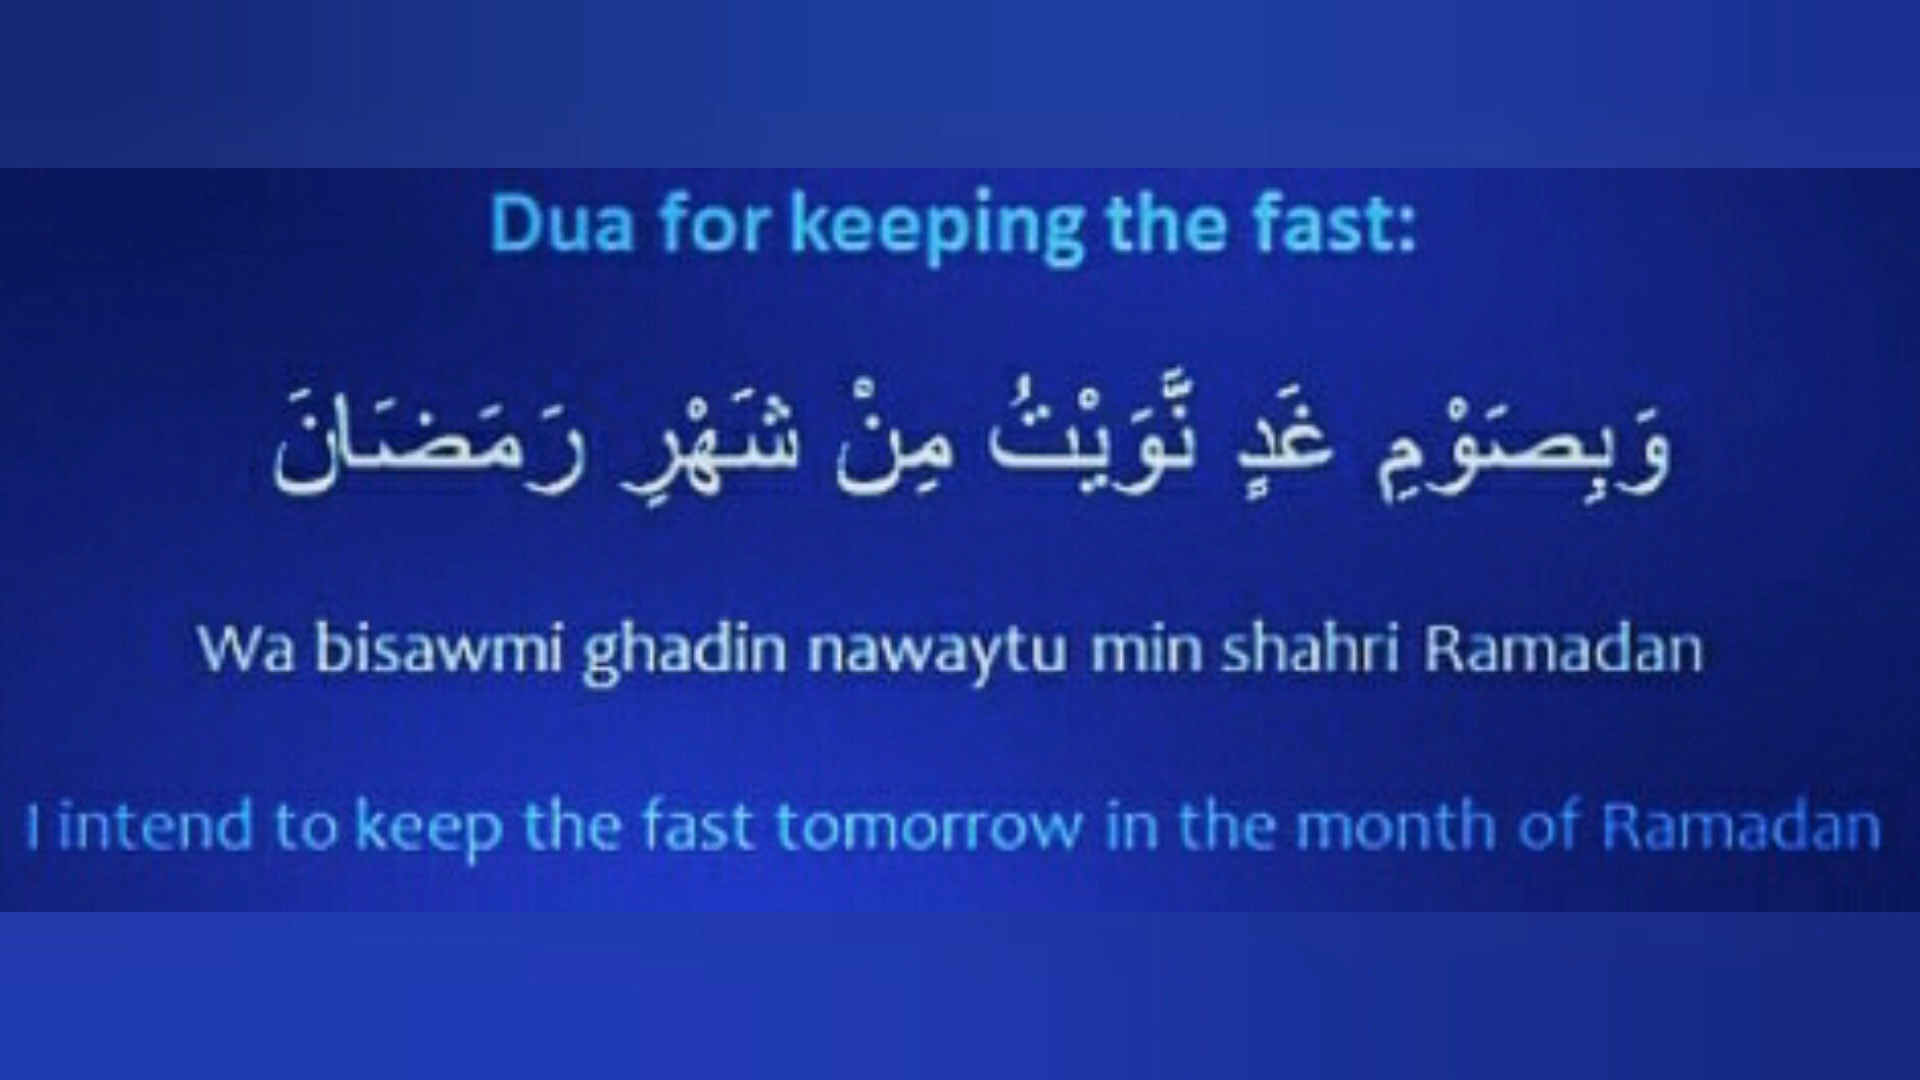 Dua for keeping the fast:
وَبِصَوْمِ غَدٍ نَّوَيْتُ مِنْ شَهْرِ رَمَضَانَ
Wa bisawmi ghadin nawaytu min shahri Ramadan
I intend to keep the fast tomorrow in the month of Ramadan